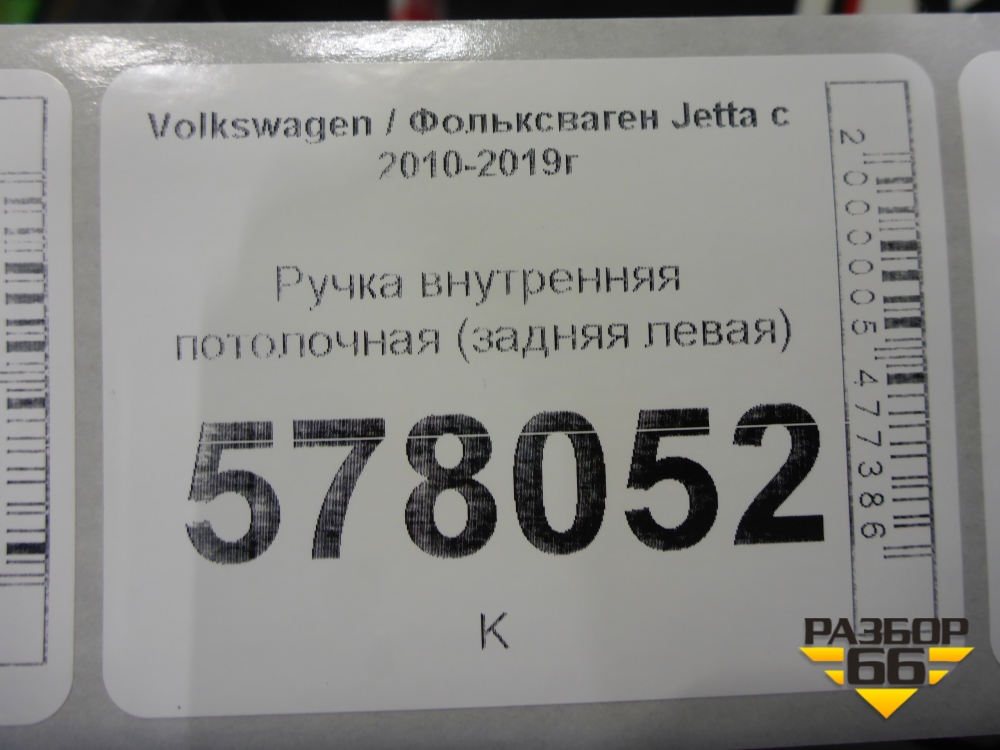 Volkswagen / Фольксваген Jetta с
2010-2019г
Ручка внутренняя
потолочная (задняя левая)
578052
К
2000005477386
РАЗБОР
66